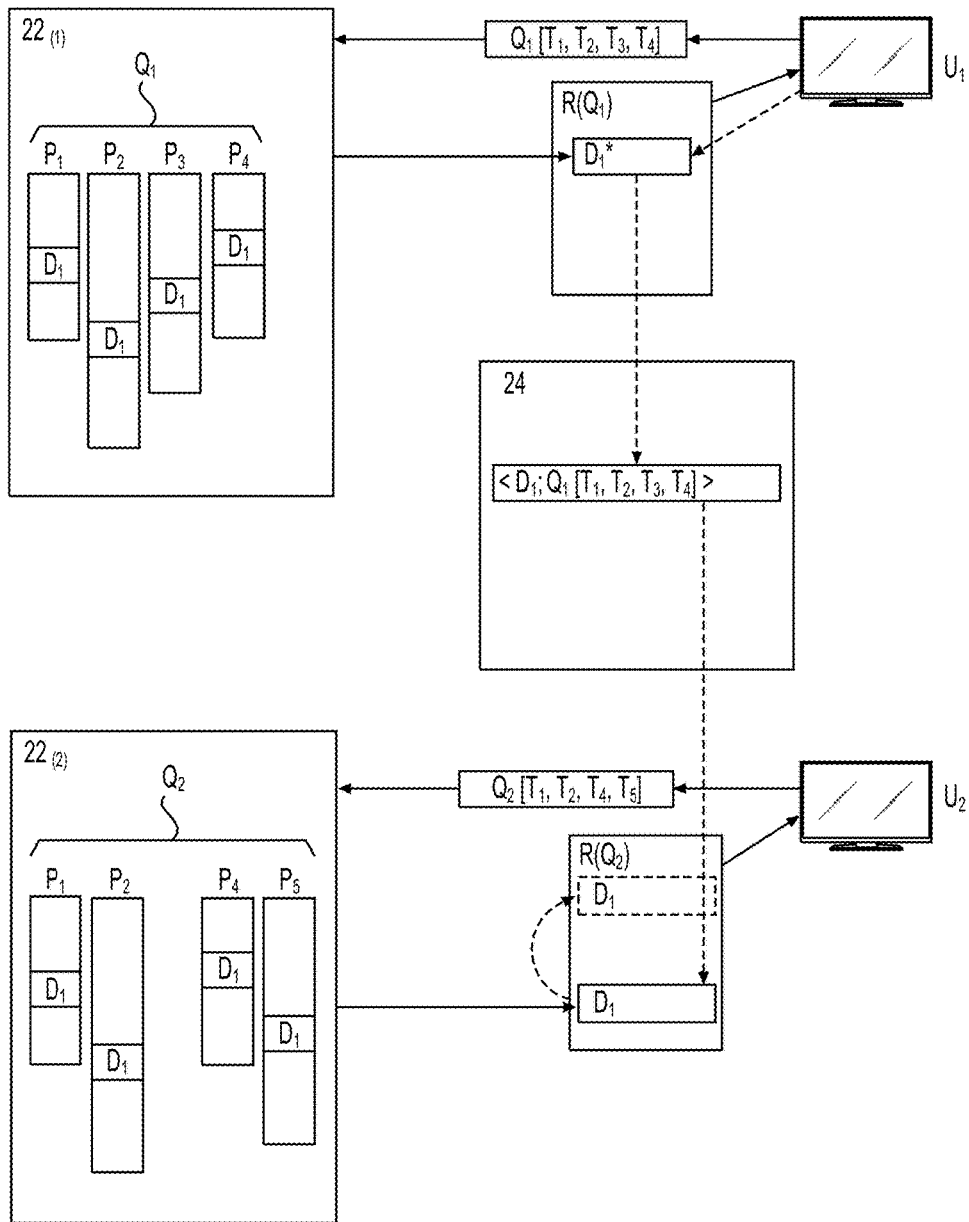 22 (1)
Q1 [T1, T2, T3, T4]
U1
Q1
R(Q1)
D1*
P1 P2 P3 P4
D1
D1
D1
D1
24
< D1; Q1 [T1, T2, T3, T4] >
22 (2)
Q2 [T1, T2, T4, T5]
U2
Q2
R(Q2)
D1
P1 P2 P4 P5
D1
D1
D1
D1
D1